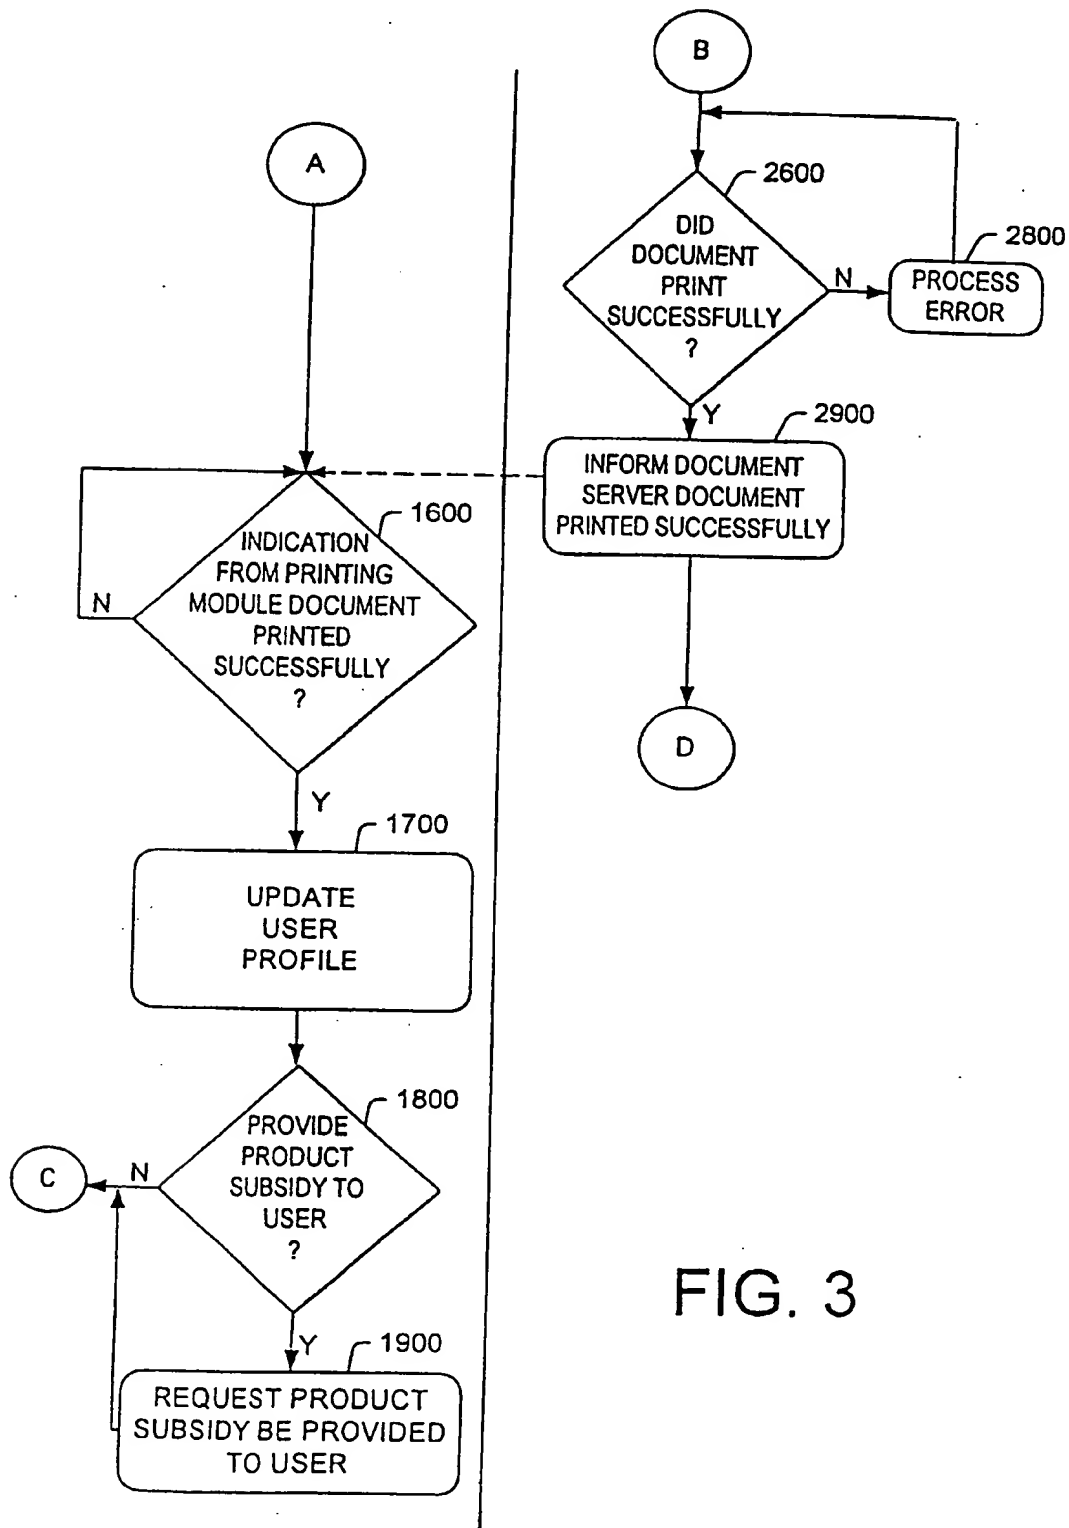 A
1600
INDICATION
FROM PRINTING
MODULE DOCUMENT
PRINTED
SUCCESSFULLY
?
N
Y
1700
UPDATE
USER
PROFILE
1800
PROVIDE
PRODUCT
SUBSIDY TO
USER
?
N
C
Y
1900
REQUEST PRODUCT
SUBSIDY BE PROVIDED
TO USER
B
2600
DID
DOCUMENT
PRINT
SUCCESSFULLY
?
N
2800
PROCESS
ERROR
Y
2900
INFORM DOCUMENT
SERVER DOCUMENT
PRINTED SUCCESSFULLY
D
FIG. 3